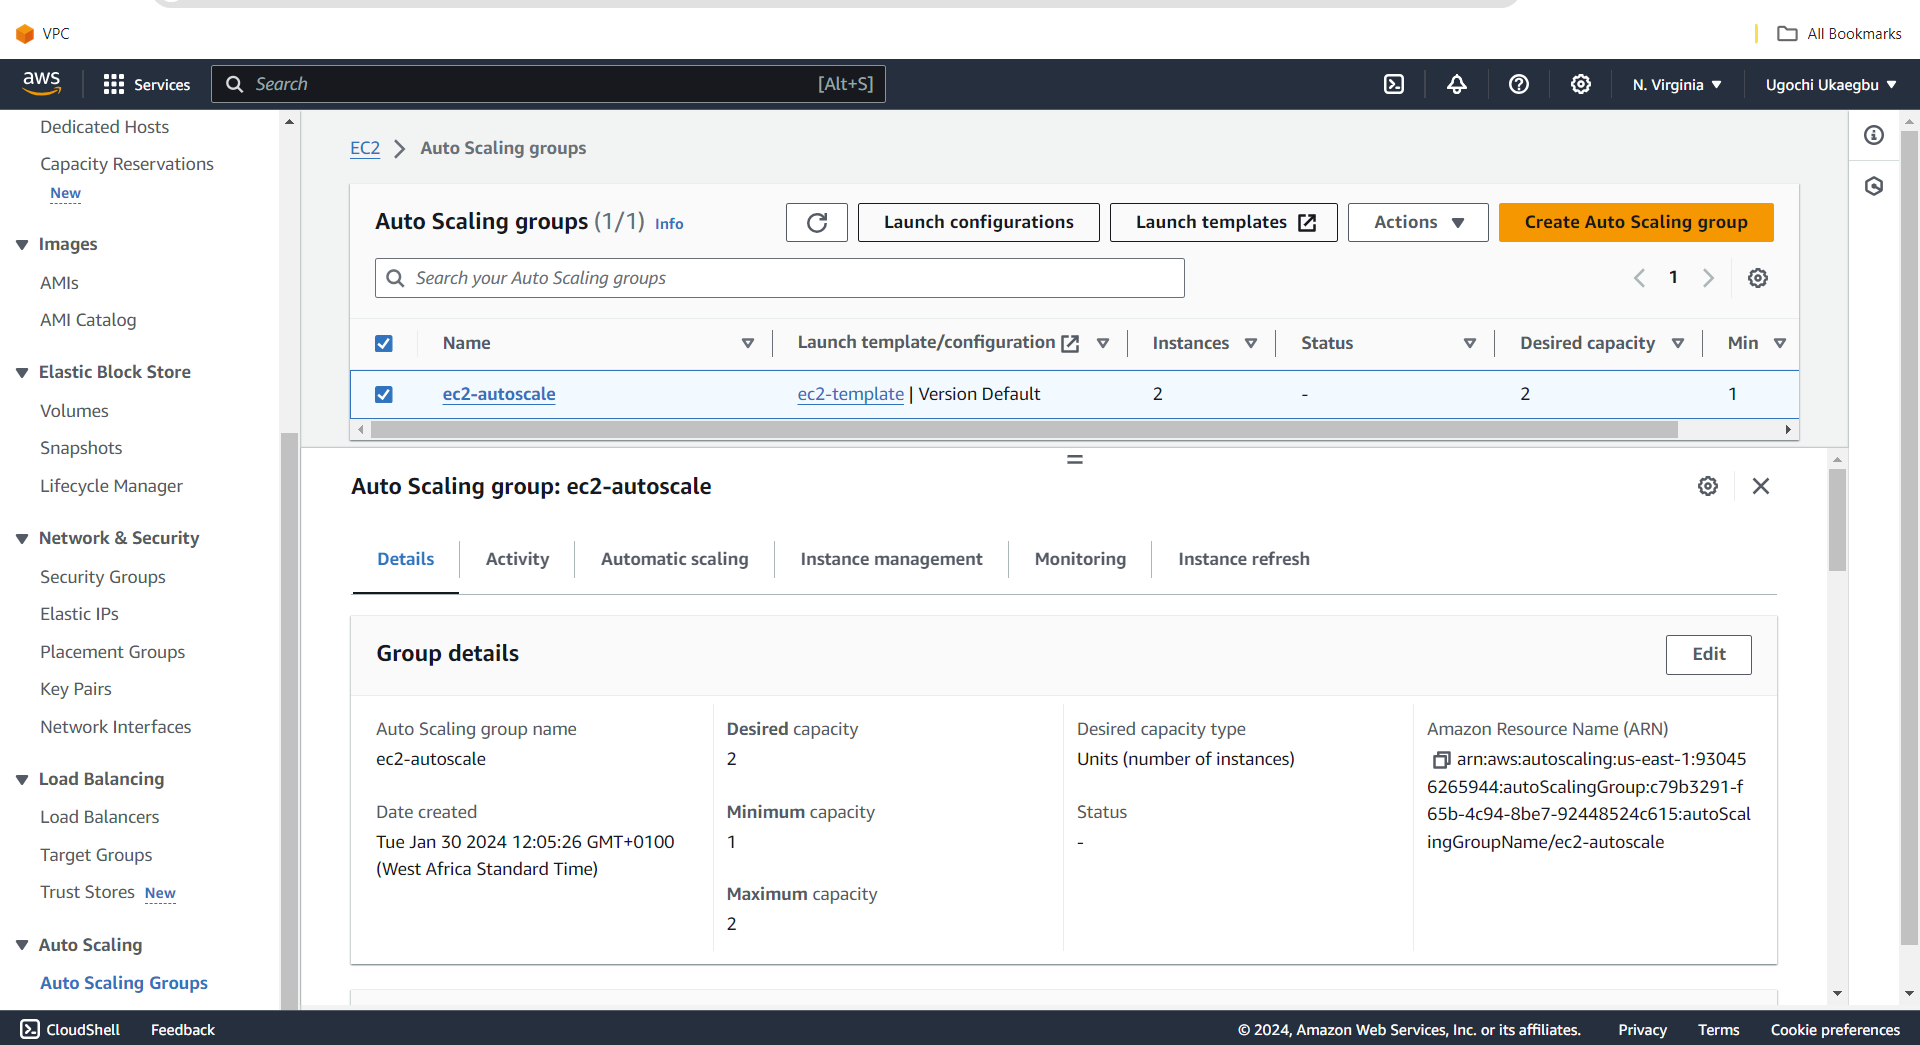 VPC
All Bookmarks
aws
Services
Search
[Alt+S]
N. Virginia
Ugochi Ukaegbu
Dedicated Hosts
Capacity Reservations
New
Images
AMIs
AMI Catalog
Elastic Block Store
Volumes
Snapshots
Lifecycle Manager
Network & Security
Security Groups
Elastic IPs
Placement Groups
Key Pairs
Network Interfaces
Load Balancing
Load Balancers
Target Groups
Trust Stores New
Auto Scaling
Auto Scaling Groups
EC2 > Auto Scaling groups
Auto Scaling groups (1/1) Info
Launch configurations
Launch templates
Actions
Create Auto Scaling group
Search your Auto Scaling groups
1
Name
Launch template/configuration
Instances
Status
Desired capacity
Min
ec2-autoscale
ec2-template | Version Default
2
-
2
1
Auto Scaling group: ec2-autoscale
Details
Activity
Automatic scaling
Instance management
Monitoring
Instance refresh
Group details
Edit
Auto Scaling group name
ec2-autoscale
Date created
Tue Jan 30 2024 12:05:26 GMT+0100
(West Africa Standard Time)
Desired capacity
2
Minimum capacity
1
Maximum capacity
2
Desired capacity type
Units (number of instances)
Status
-
Amazon Resource Name (ARN)
arn:aws:autoscaling:us-east-1:93045
6265944:autoScalingGroup:c79b3291-f
65b-4c94-8be7-92448524c615:autoScal
ingGroupName/ec2-autoscale
CloudShell
Feedback
© 2024, Amazon Web Services, Inc. or its affiliates.
Privacy
Terms
Cookie preferences